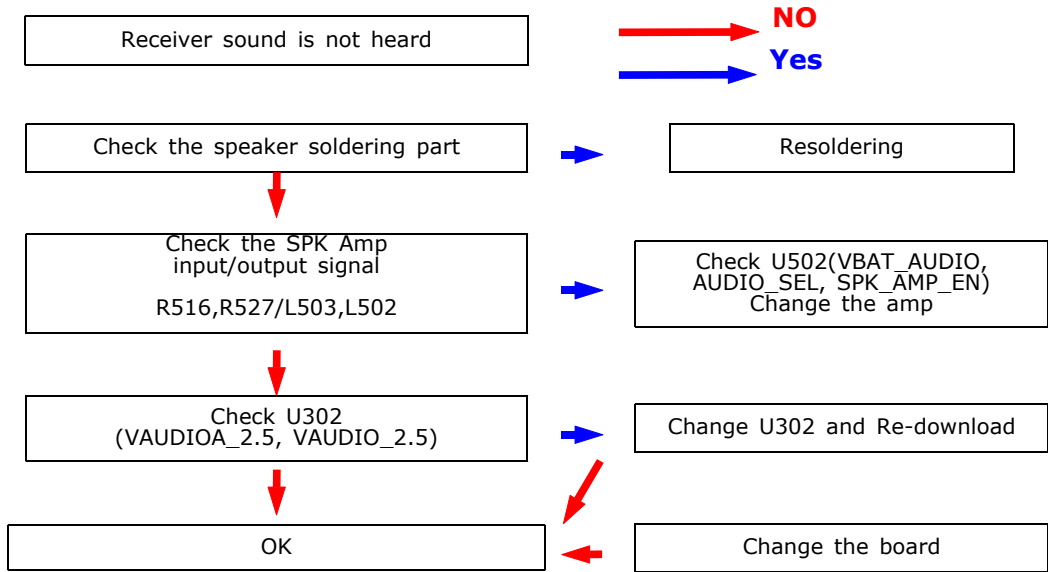 Receiver sound is not heard
NO
Yes
Check the speaker soldering part
Resoldering
Check the SPK Amp
input/output signal
R516,R527/L503,L502
Check U502(VBAT_AUDIO,
AUDIO_SEL, SPK_AMP_EN)
Change the amp
Check U302
(VAUDIOA_2.5, VAUDIO_2.5)
Change U302 and Re-download
OK
Change the board